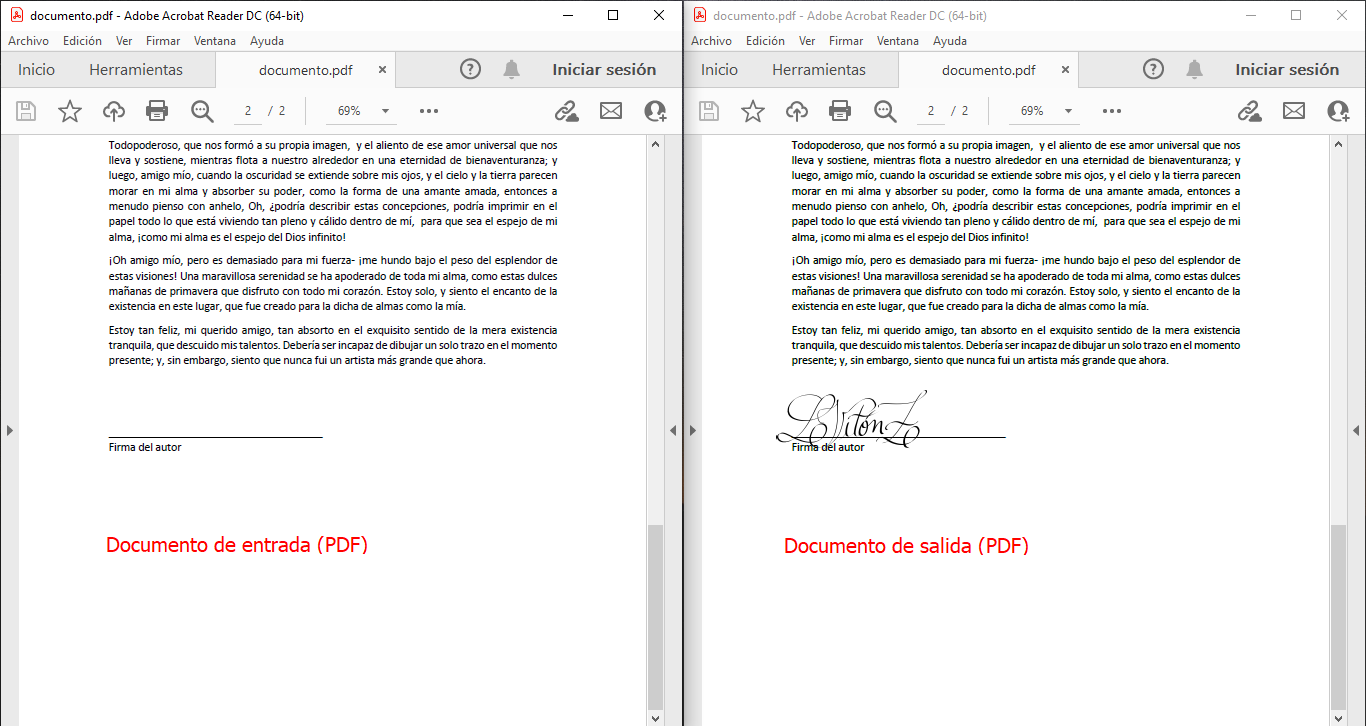 documento.pdf - Adobe Acrobat Reader DC (64-bit)
Archivo Edición Ver Firmar Ventana Ayuda
Inicio Herramientas documento.pdf × Iniciar sesión
2 / 2 69%
Todopoderoso, que nos formó a su propia imagen, y el aliento de ese amor universal que nos
lleva y sostiene, mientras flota a nuestro alrededor en una eternidad de bienaventuranza; y
luego, amigo mío, cuando la oscuridad se extiende sobre mis ojos, y el cielo y la tierra parecen
morar en mi alma y absorber su poder, como la forma de una amante amada, entonces a
menudo pienso con anhelo, Oh, ¿podría describir estas concepciones, podría imprimir en el
papel todo lo que está viviendo tan pleno y cálido dentro de mí, para que sea el espejo de mi
alma, ¡como mi alma es el espejo del Dios infinito!
¡Oh amigo mío, pero es demasiado para mi fuerza- ¡me hundo bajo el peso del esplendor de
estas visiones! Una maravillosa serenidad se ha apoderado de toda mi alma, como estas dulces
mañanas de primavera que disfruto con todo mi corazón. Estoy solo, y siento el encanto de la
existencia en este lugar, que fue creado para la dicha de almas como la mía.
Estoy tan feliz, mi querido amigo, tan absorto en el exquisito sentido de la mera existencia
tranquila, que descuido mis talentos. Debería ser incapaz de dibujar un solo trazo en el momento
presente; y, sin embargo, siento que nunca fui un artista más grande que ahora.
Firma del autor
Documento de entrada (PDF)
documento.pdf - Adobe Acrobat Reader DC (64-bit)
Archivo Edición Ver Firmar Ventana Ayuda
Inicio Herramientas documento.pdf × Iniciar sesión
2 / 2 69%
Todopoderoso, que nos formó a su propia imagen, y el aliento de ese amor universal que nos
lleva y sostiene, mientras flota a nuestro alrededor en una eternidad de bienaventuranza; y
luego, amigo mío, cuando la oscuridad se extiende sobre mis ojos, y el cielo y la tierra parecen
morar en mi alma y absorber su poder, como la forma de una amante amada, entonces a
menudo pienso con anhelo, Oh, ¿podría describir estas concepciones, podría imprimir en el
papel todo lo que está viviendo tan pleno y cálido dentro de mí, para que sea el espejo de mi
alma, ¡como mi alma es el espejo del Dios infinito!
¡Oh amigo mío, pero es demasiado para mi fuerza- ¡me hundo bajo el peso del esplendor de
estas visiones! Una maravillosa serenidad se ha apoderado de toda mi alma, como estas dulces
mañanas de primavera que disfruto con todo mi corazón. Estoy solo, y siento el encanto de la
existencia en este lugar, que fue creado para la dicha de almas como la mía.
Estoy tan feliz, mi querido amigo, tan absorto en el exquisito sentido de la mera existencia
tranquila, que descuido mis talentos. Debería ser incapaz de dibujar un solo trazo en el momento
presente; y, sin embargo, siento que nunca fui un artista más grande que ahora.
Firma del autor
Documento de salida (PDF)